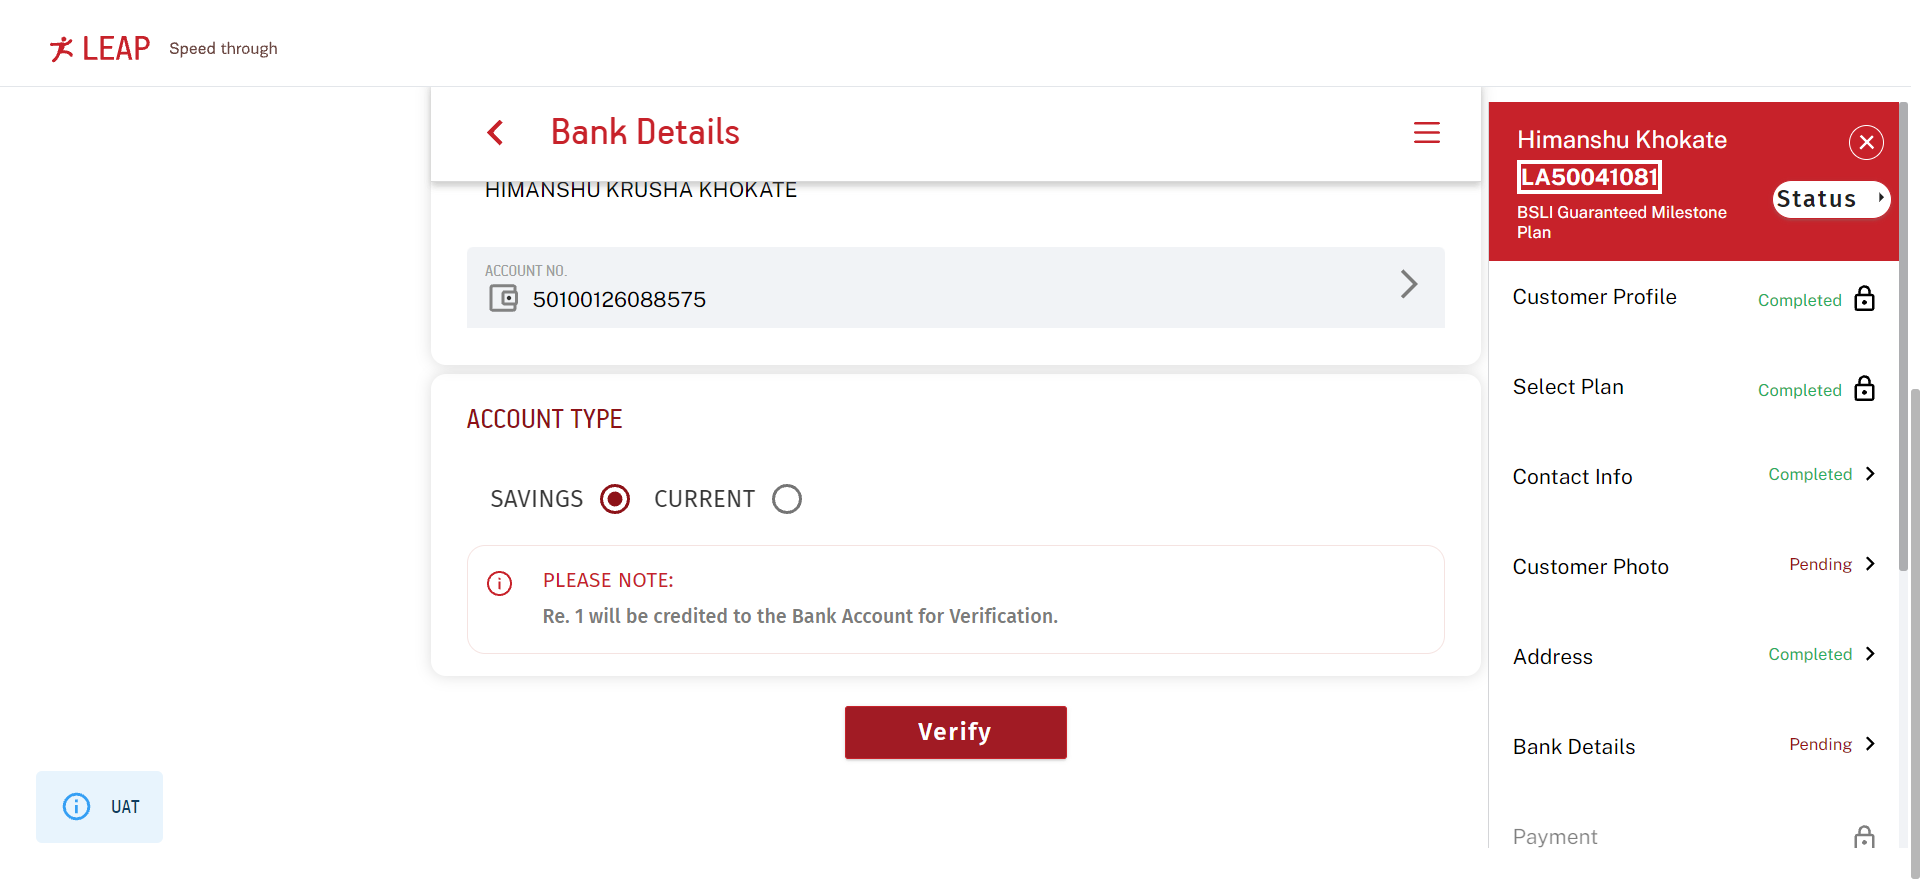 LEAP Speed through
Bank Details
HIMANSHU KRUSHA KHOKATE
ACCOUNT NO.
50100126088575
ACCOUNT TYPE
SAVINGS CURRENT
PLEASE NOTE:
Re. 1 will be credited to the Bank Account for Verification.
Verify
UAT
Himanshu Khokate
LA50041081
Status
BSLI Guaranteed Milestone
Plan
Customer Profile Completed
Select Plan Completed
Contact Info Completed
Customer Photo Pending
Address Completed
Bank Details Pending
Payment